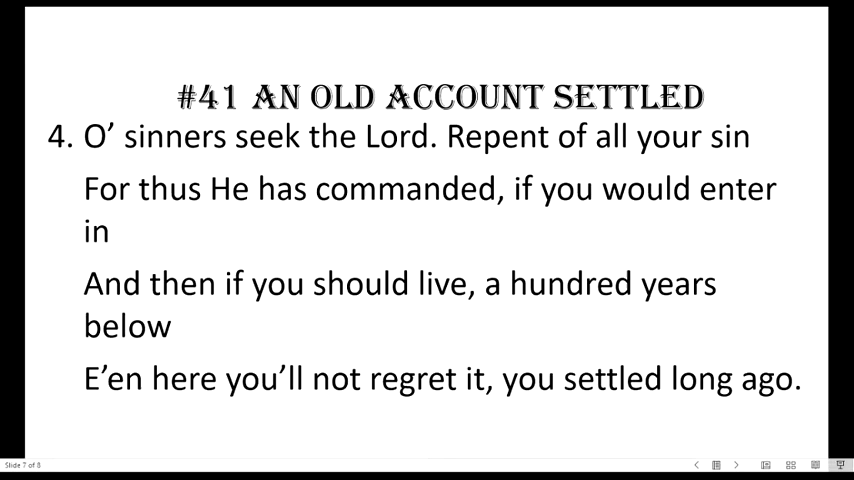 #41 AN OLD ACCOUNT SETTLED
4. O’ sinners seek the Lord. Repent of all your sin
For thus He has commanded, if you would enter
in
And then if you should live, a hundred years
below
E’en here you’ll not regret it, you settled long ago.
Slide 7 of 8